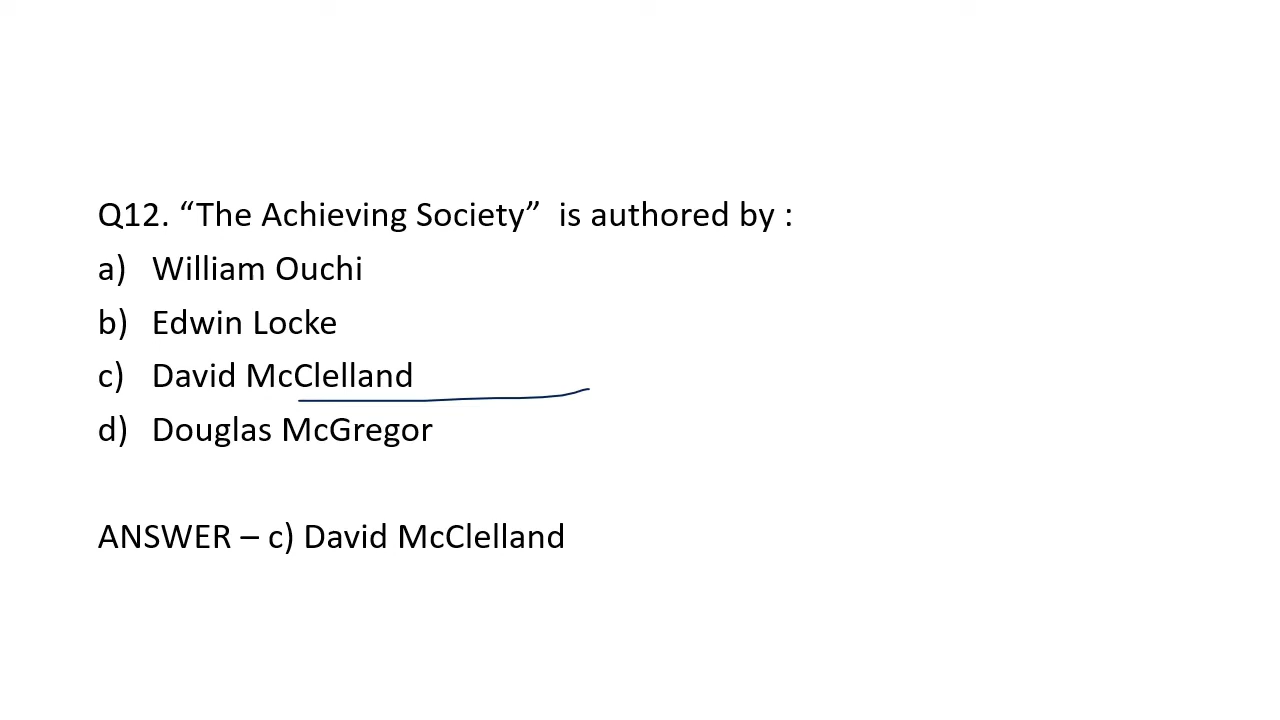 Q12. “The Achieving Society”  is authored by :
a) William Ouchi
b) Edwin Locke
c) David McClelland
d) Douglas McGregor
ANSWER – c) David McClelland